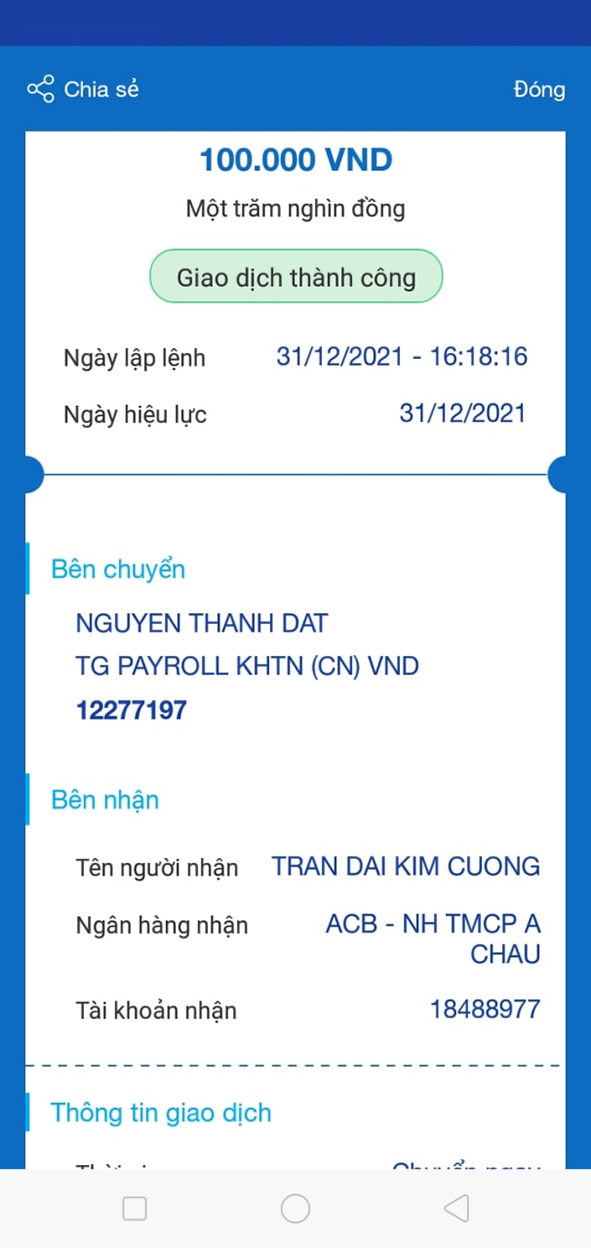 Chia sẻ
Đóng
100.000 VND
Một trăm nghìn đồng
Giao dịch thành công
Ngày lập lệnh 31/12/2021 - 16:18:16
Ngày hiệu lực 31/12/2021
Bên chuyển
NGUYEN THANH DAT
TG PAYROLL KHTN (CN) VND
12277197
Bên nhận
Tên người nhận TRAN DAI KIM CUONG
Ngân hàng nhận ACB - NH TMCP A
CHAU
Tài khoản nhận 18488977
Thông tin giao dịch
Chuyển ngay